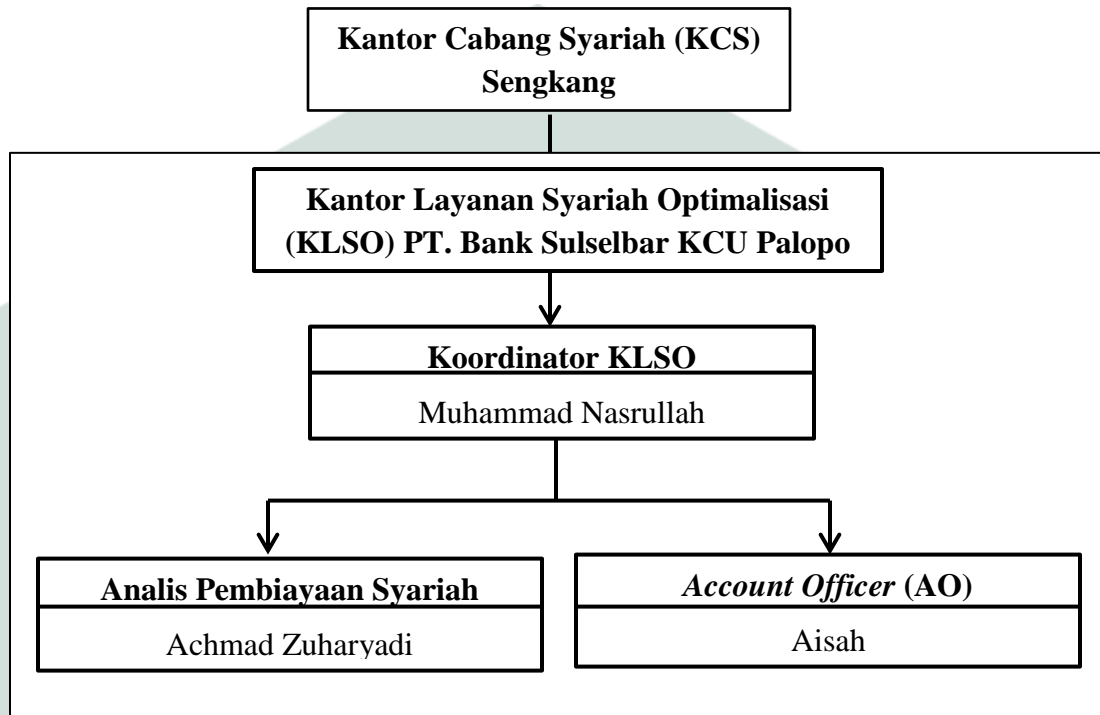 Kantor Cabang Syariah (KCS)
Sengkang
Kantor Layanan Syariah Optimalisasi
(KLSO) PT. Bank Sulselbar KCU Palopo
Koordinator KLSO
Muhammad Nasrullah
Analis Pembiayaan Syariah
Achmad Zuharyadi
Account Officer (AO)
Aisah